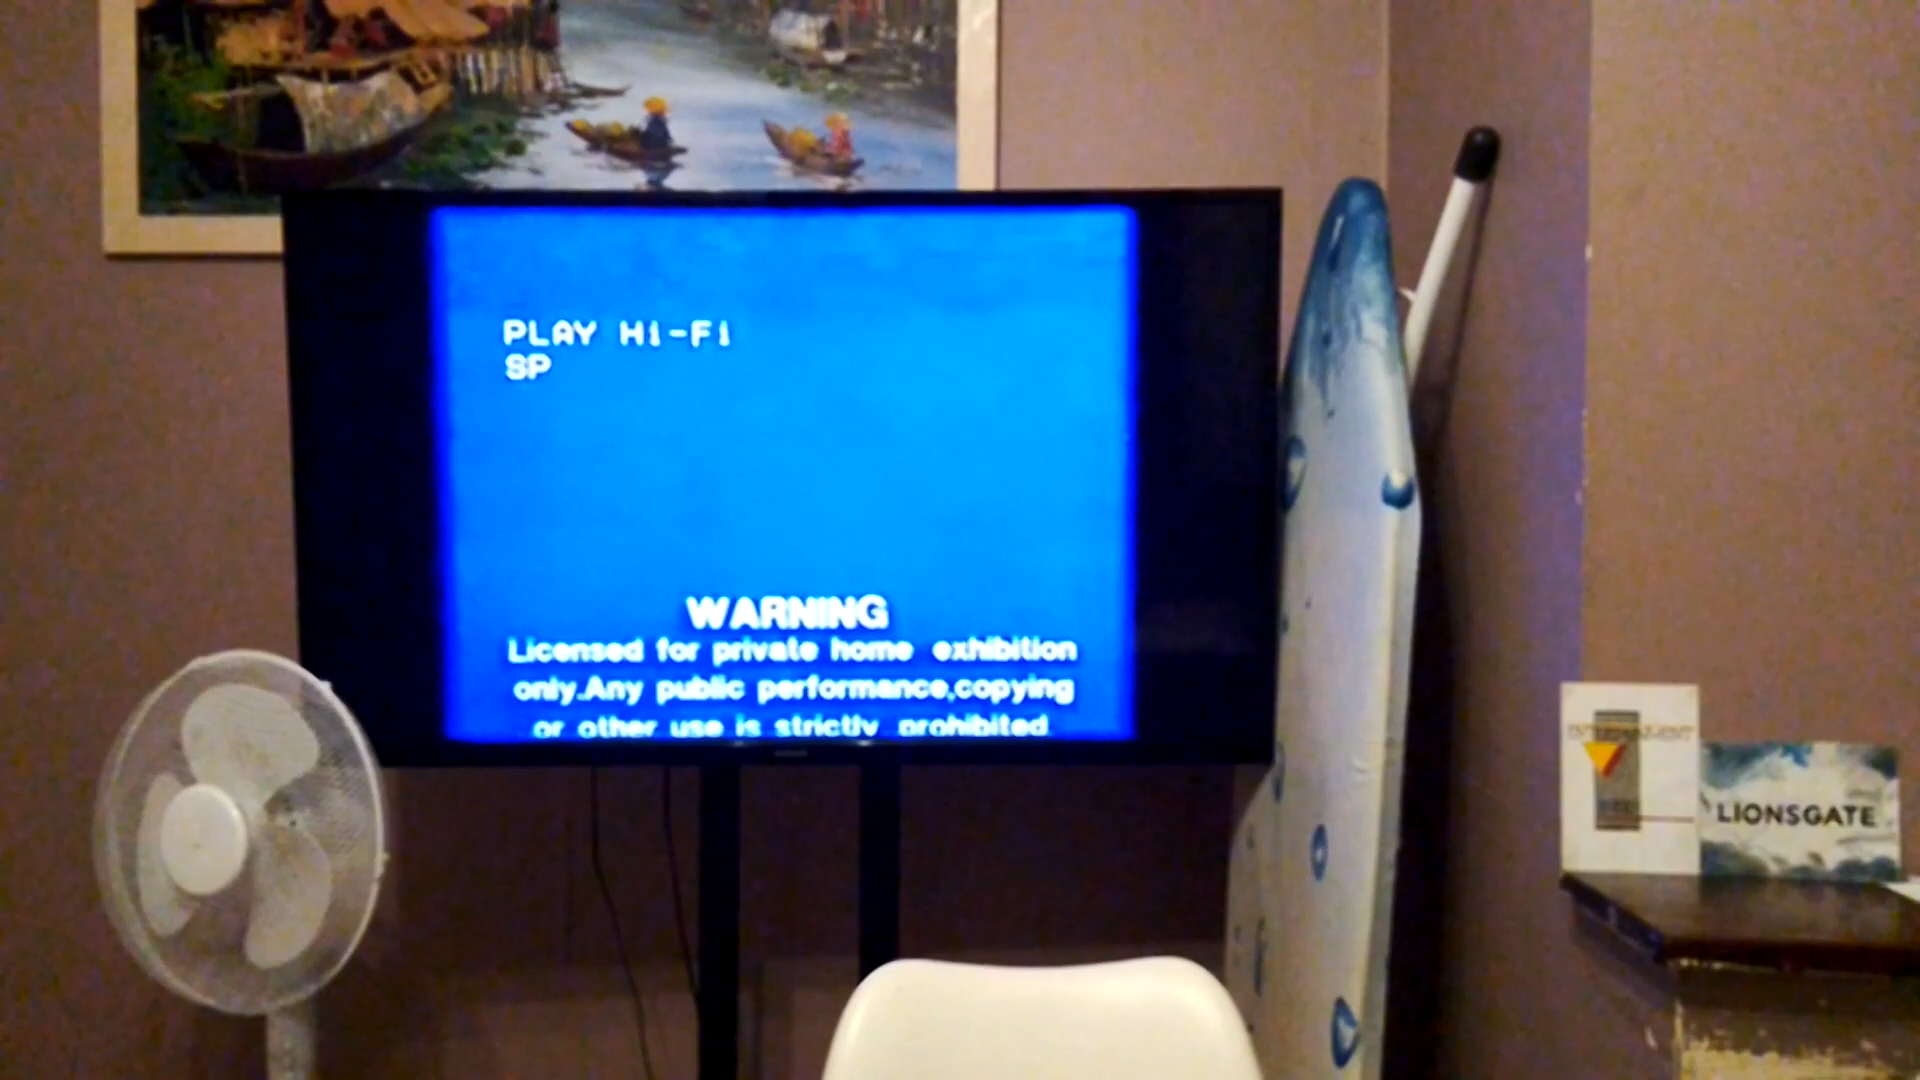 PLAY Hi-Fi
SP
WARNING
Licensed for private home exhibition
only.Any public performance,copying
or other use is strictly prohibited.
ENTERTAINMENT
LIONSGATE